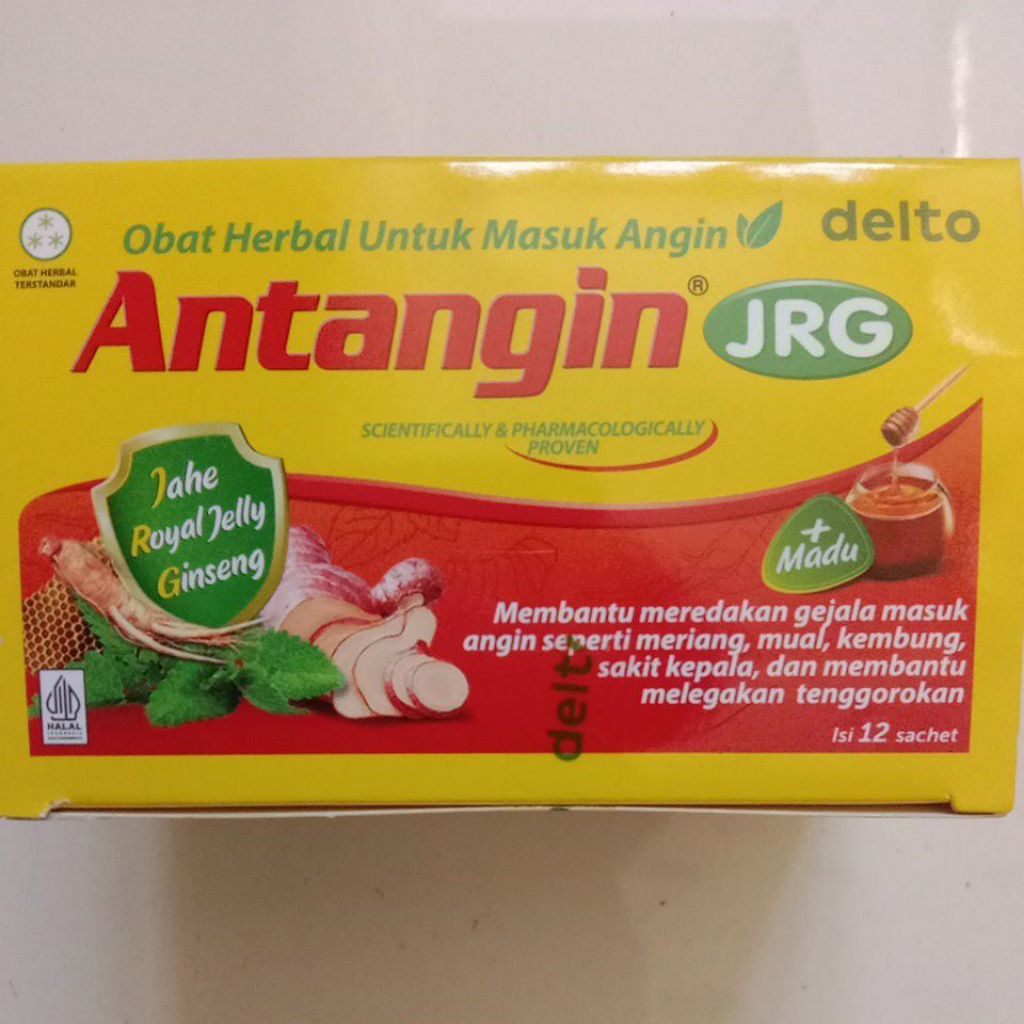 Obat Herbal Untuk Masuk Angin
delto
OBAT HERBAL
TERSTANDAR
Antangin® JRG
SCIENTIFICALLY & PHARMACOLOGICALLY
PROVEN
Jahe
Royal Jelly
Ginseng
+
Madu
Membantu meredakan gejala masuk
angin seperti meriang, mual, kembung,
sakit kepala, dan membantu
melegakan tenggorokan
Isi 12 sachet
delto
HALAL
INDONESIA